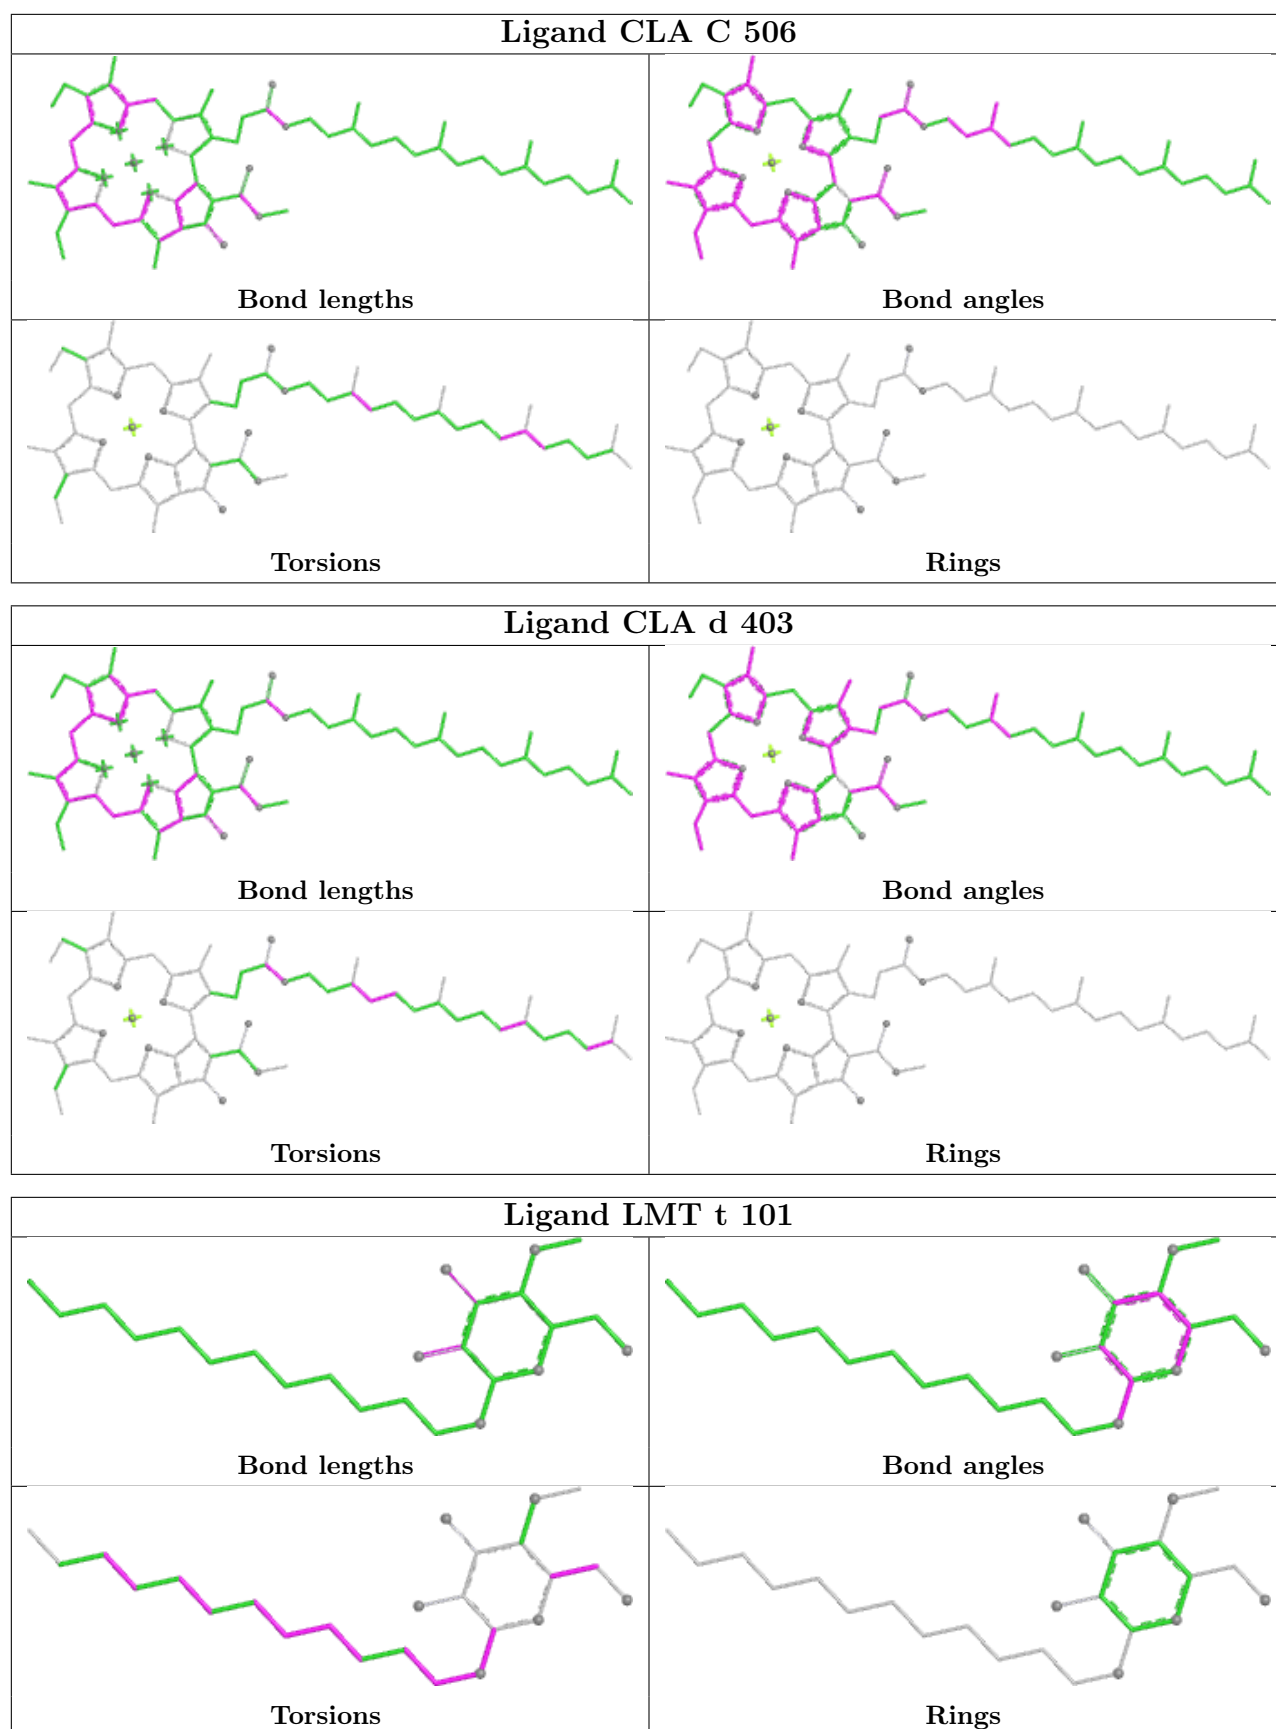 Ligand CLA C 506
Bond lengths
Bond angles
Torsions
Rings
Ligand CLA d 403
Bond lengths
Bond angles
Torsions
Rings
Ligand LMT t 101
Bond lengths
Bond angles
Torsions
Rings